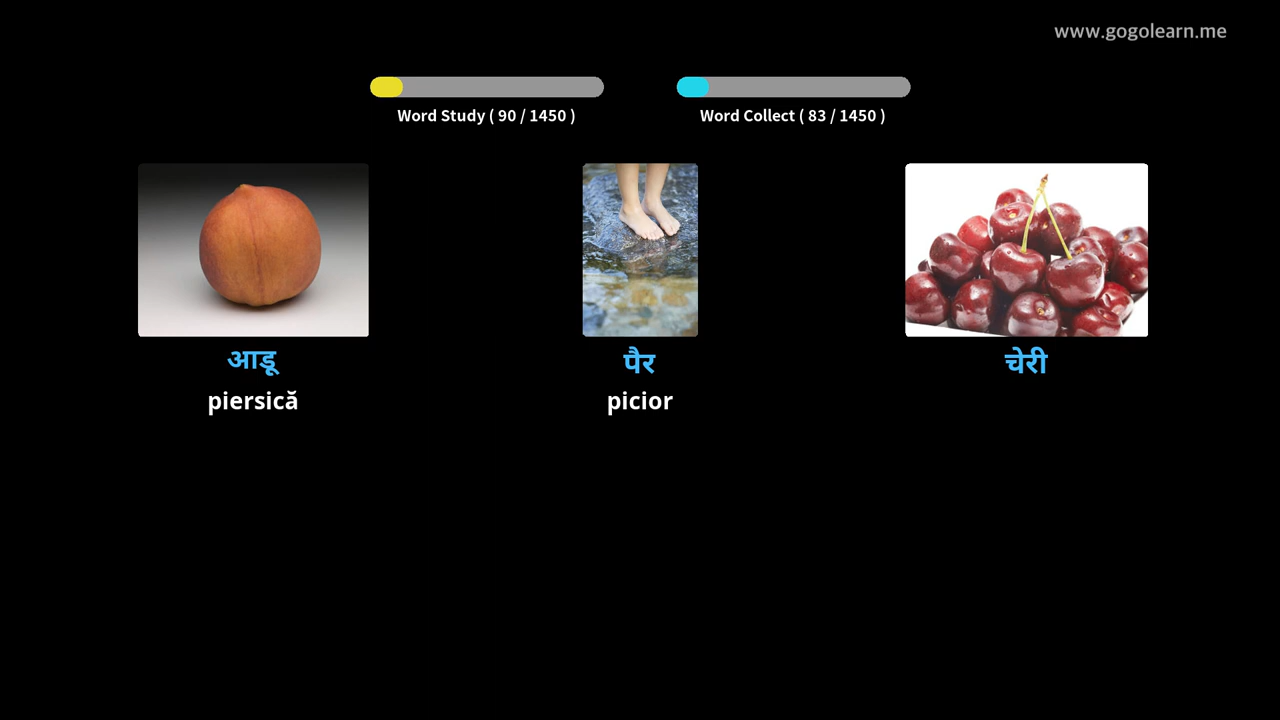 www.gogolearn.me
Word Study ( 90 / 1450 )
Word Collect ( 83 / 1450 )
आडू
पैर
चेरी
piersică
picior